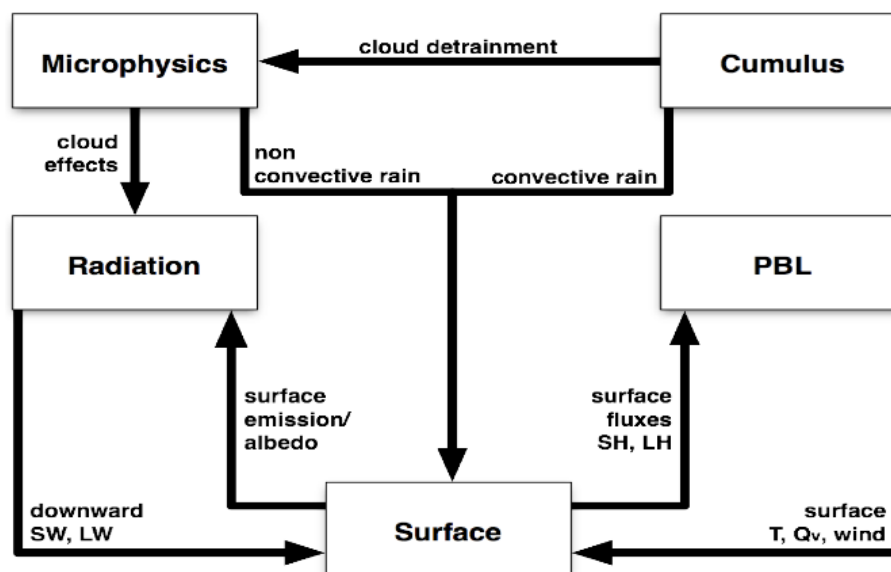 Microphysics
cloud detrainment
Cumulus
cloud
effects
non
convective rain
convective rain
Radiation
PBL
surface
emission/
albedo
surface
fluxes
SH, LH
downward
SW, LW
Surface
surface
T, Qv, wind